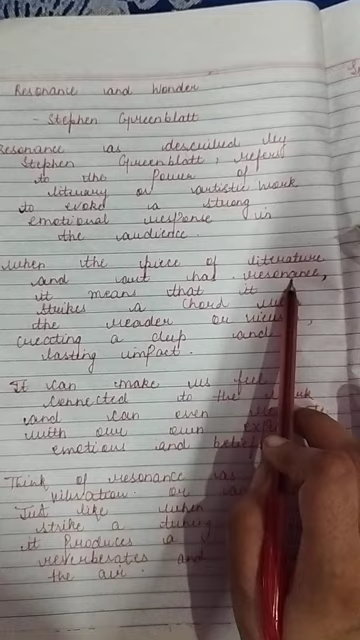 Resonance and Wonder
- Stephen Greenblatt
Resonance as described by
Stephen Greenblatt, refers
to the Power of
literary or artistic work
to evoke a strong
emotional response in
the audience.
when the piece of literature
and art has resonance,
it means that it
strikes a chord
the reader or
creating a deep and
lasting impact.
It can make us feel
connected to the work
and can even
with our own
emotions and
Think of resonance as
vibration or
Just like when
strike a tuning
it Produces a
reverberates and
the air.